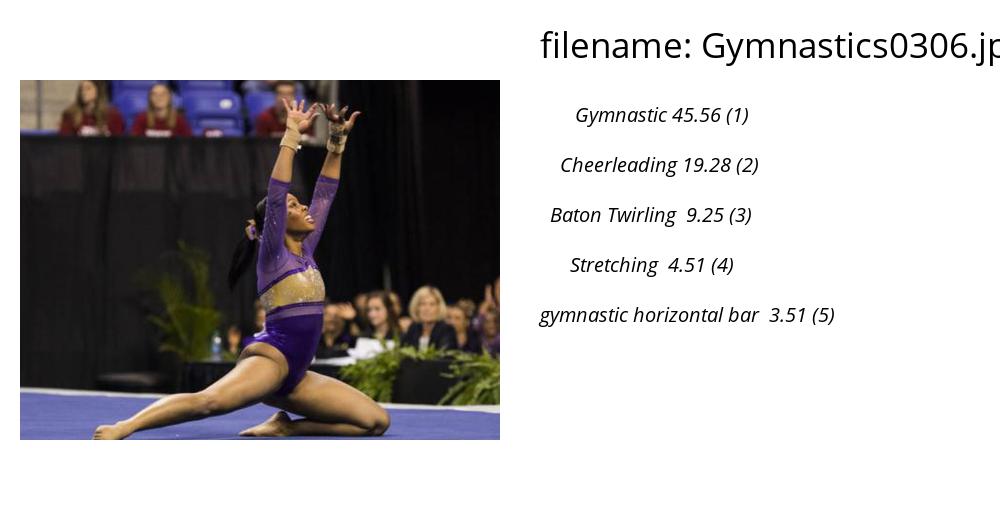 filename: Gymnastics0306.jp
Gymnastic 45.56 (1)
Cheerleading 19.28 (2)
Baton Twirling 9.25 (3)
Stretching 4.51 (4)
gymnastic horizontal bar 3.51 (5)